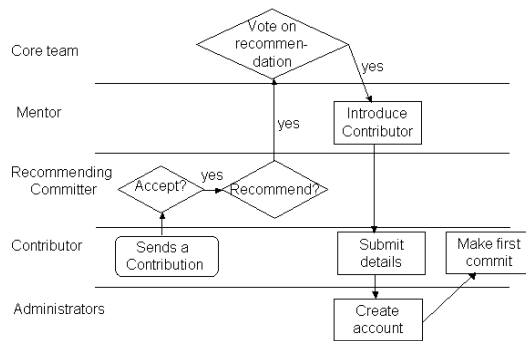 Core team
Vote on
recommen-
dation
yes
Mentor
Introduce
Contributor
yes
Recommending
Committer
Accept?
yes
Recommend?
Contributor
Sends a
Contribution
Submit
details
Make first
commit
Administrators
Create
account